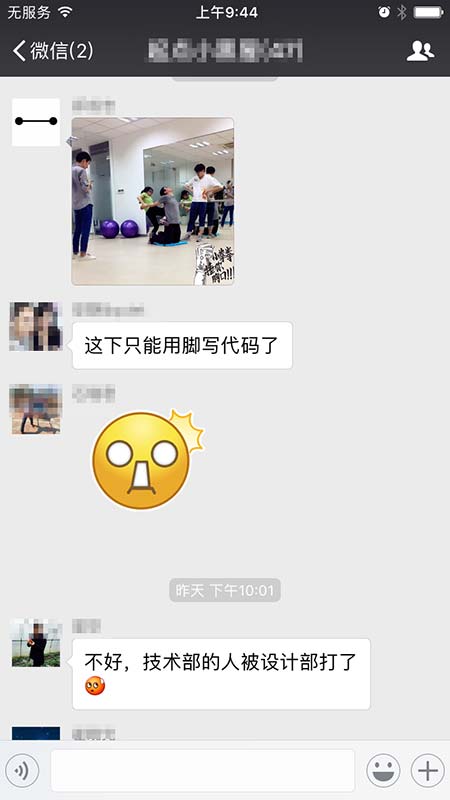 无服务
上午9:44
微信(2)
这下只能用脚写代码了
昨天 下午10:01
不好，技术部的人被设计部打了